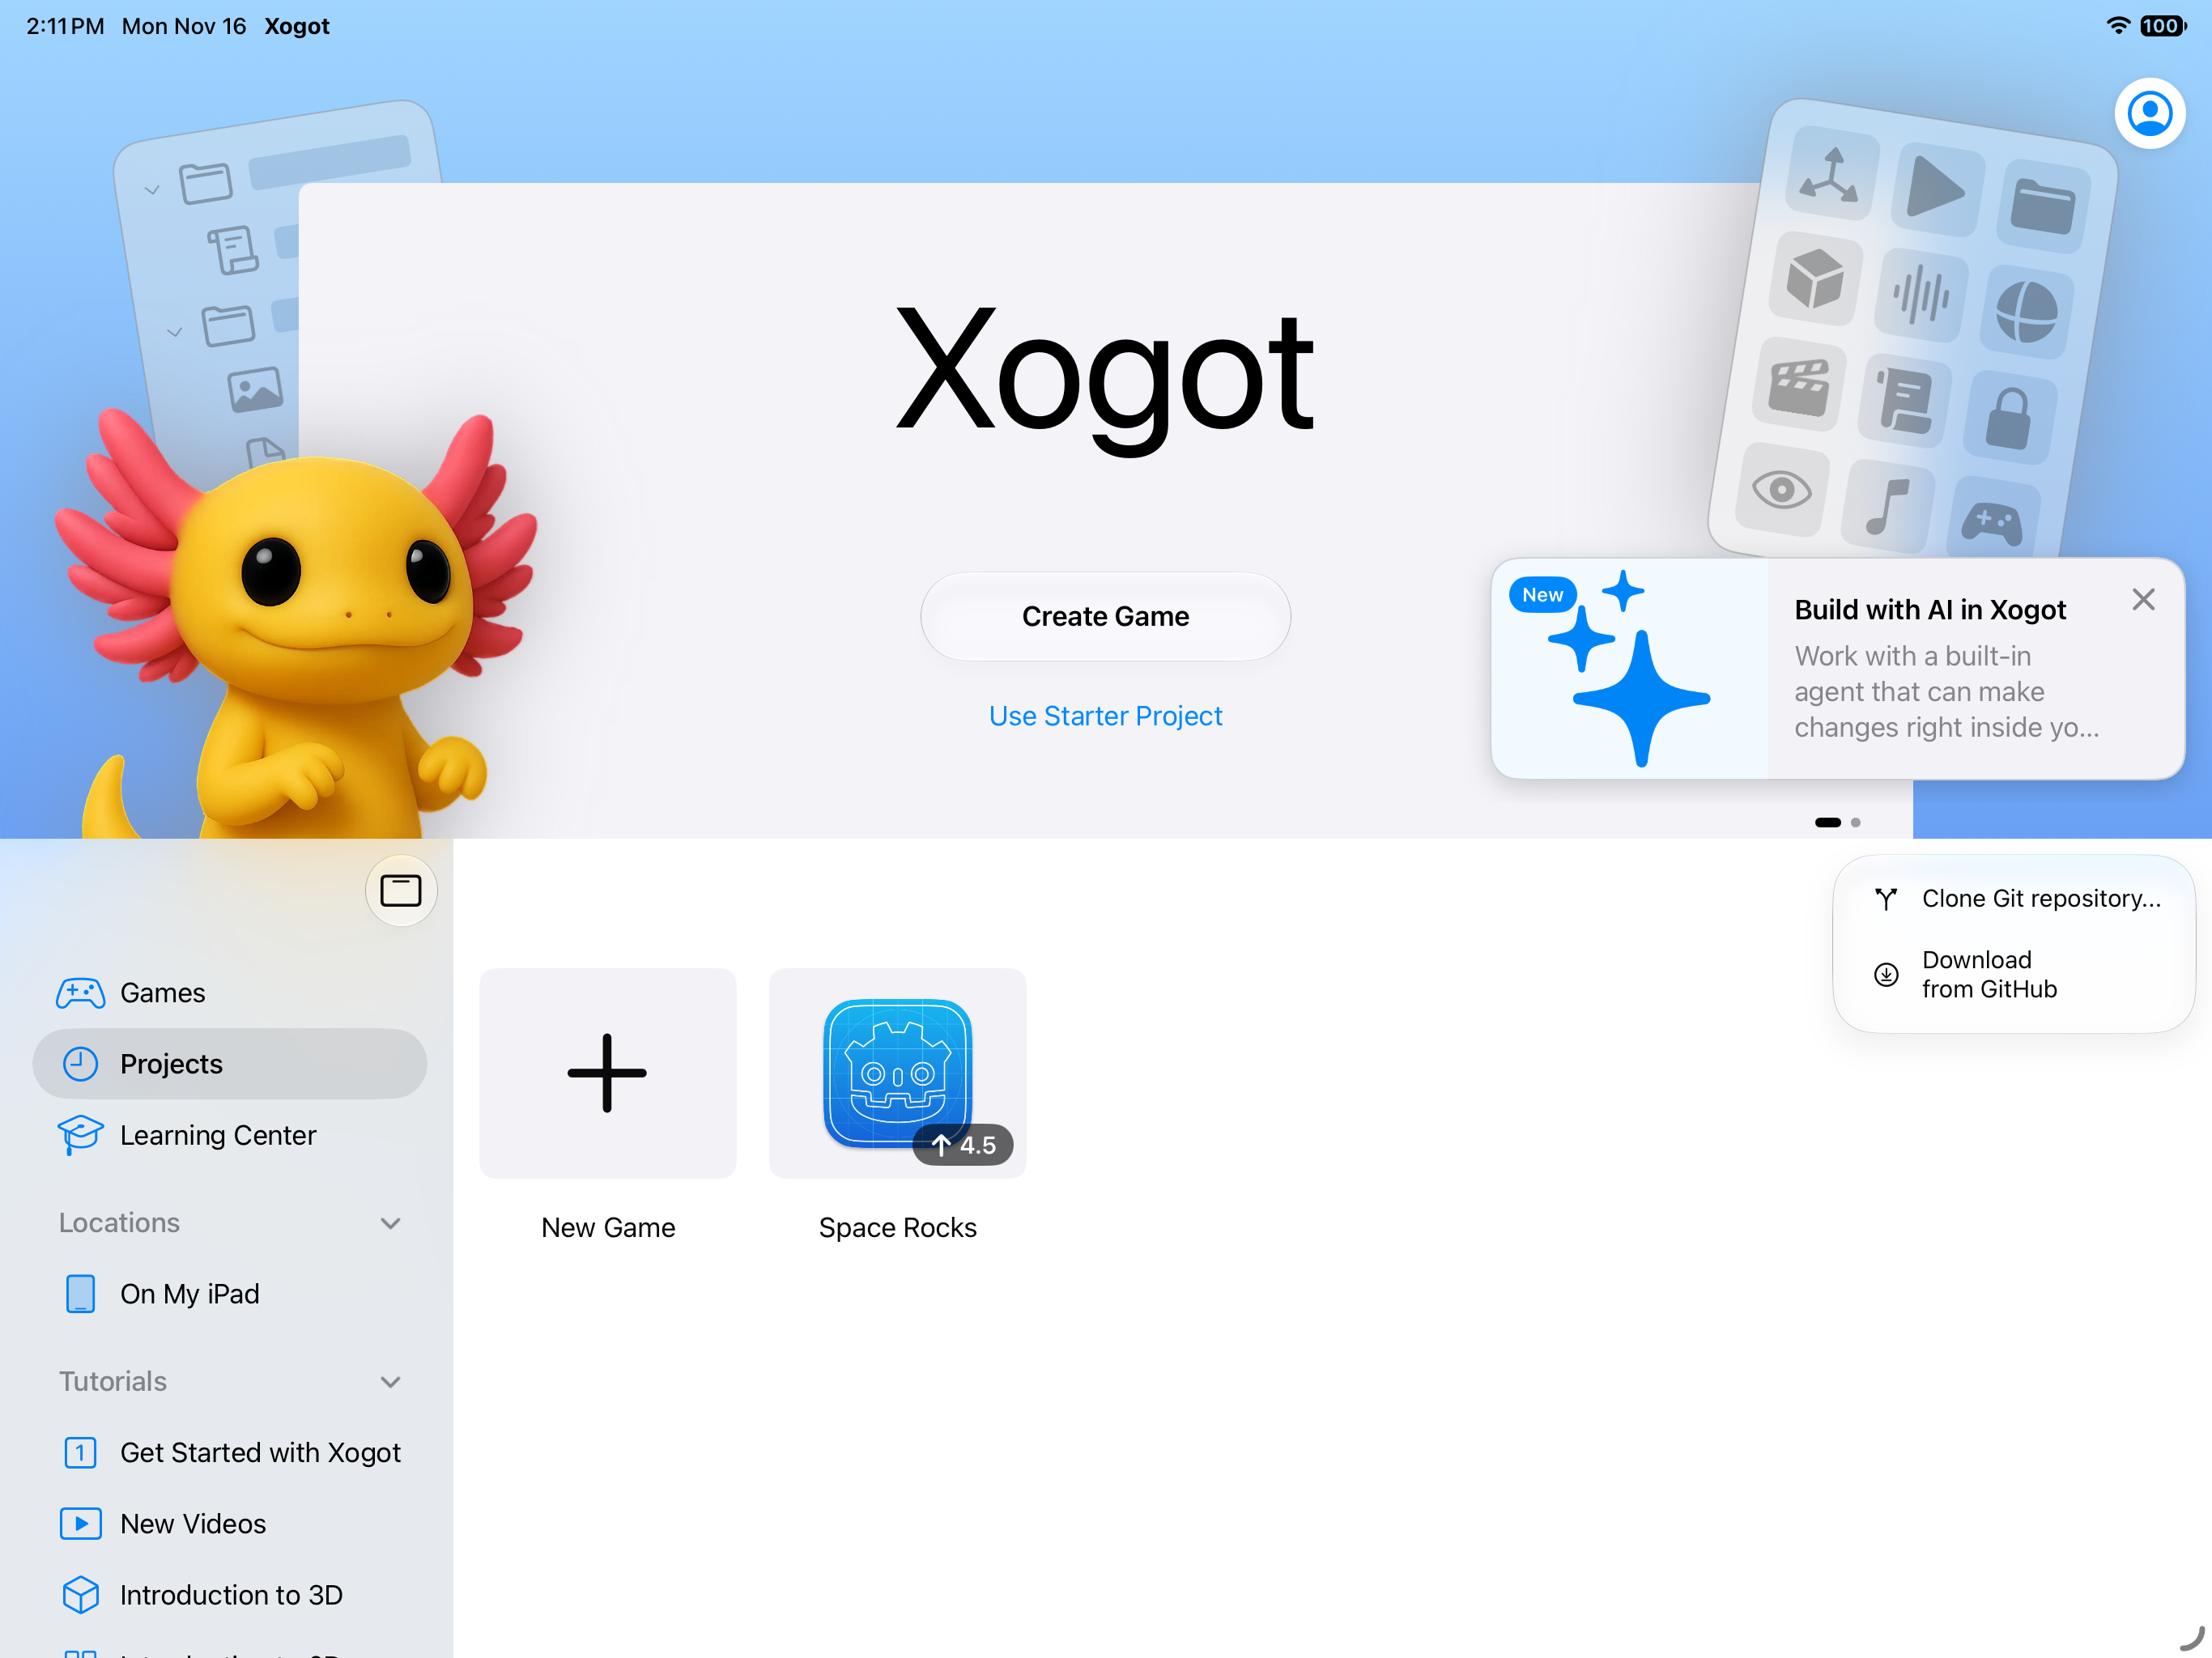 2:11 PM Mon Nov 16 Xogot
100
Xogot
Create Game
Use Starter Project
New
Build with AI in Xogot
Work with a built-in
agent that can make
changes right inside yo...
Games
Projects
Learning Center
Locations
On My iPad
Tutorials
1
Get Started with Xogot
New Videos
Introduction to 3D
New Game
4.5
Space Rocks
Clone Git repository...
Download
from GitHub